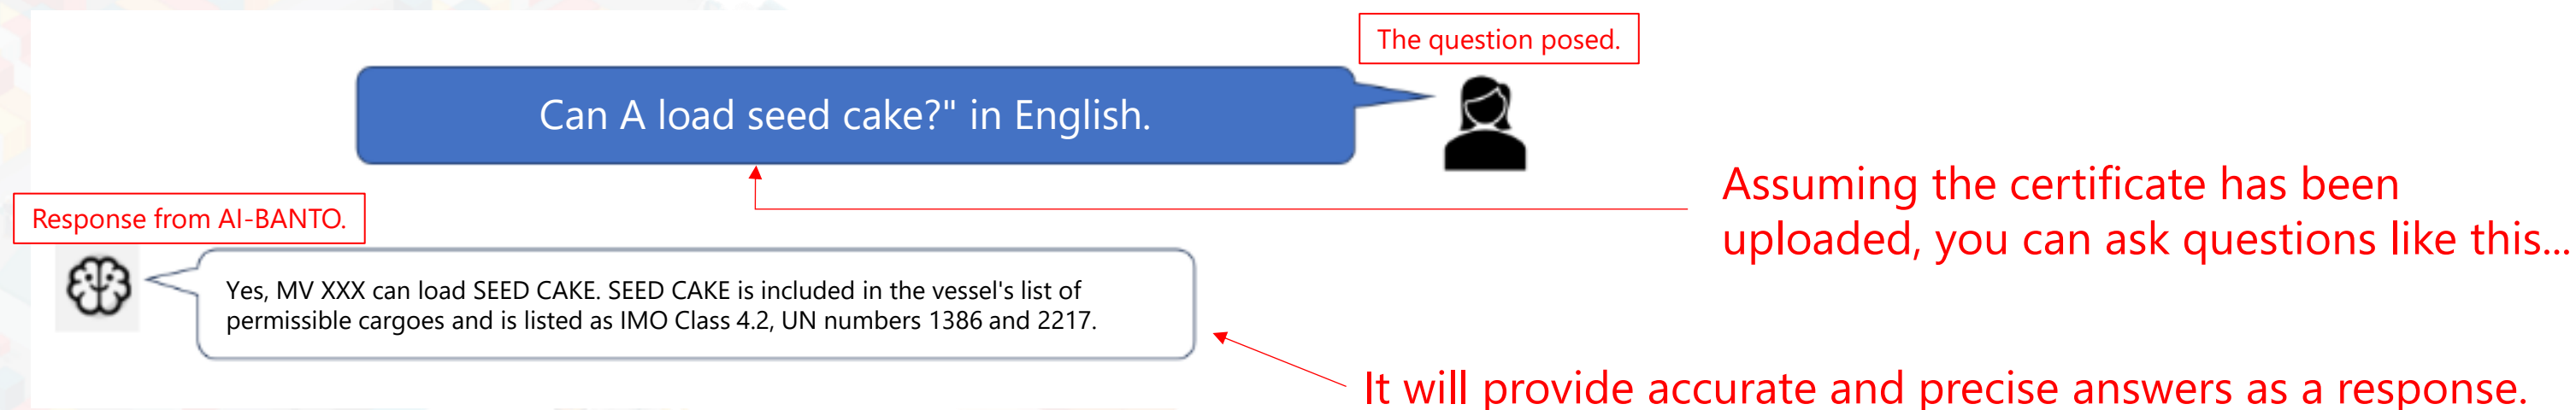 The question posed.
Can A load seed cake?" in English.
Assuming the certificate has been
uploaded, you can ask questions like this...
Response from AI-BANTO.
Yes, MV XXX can load SEED CAKE. SEED CAKE is included in the vessel's list of
permissible cargoes and is listed as IMO Class 4.2, UN numbers 1386 and 2217.
It will provide accurate and precise answers as a response.